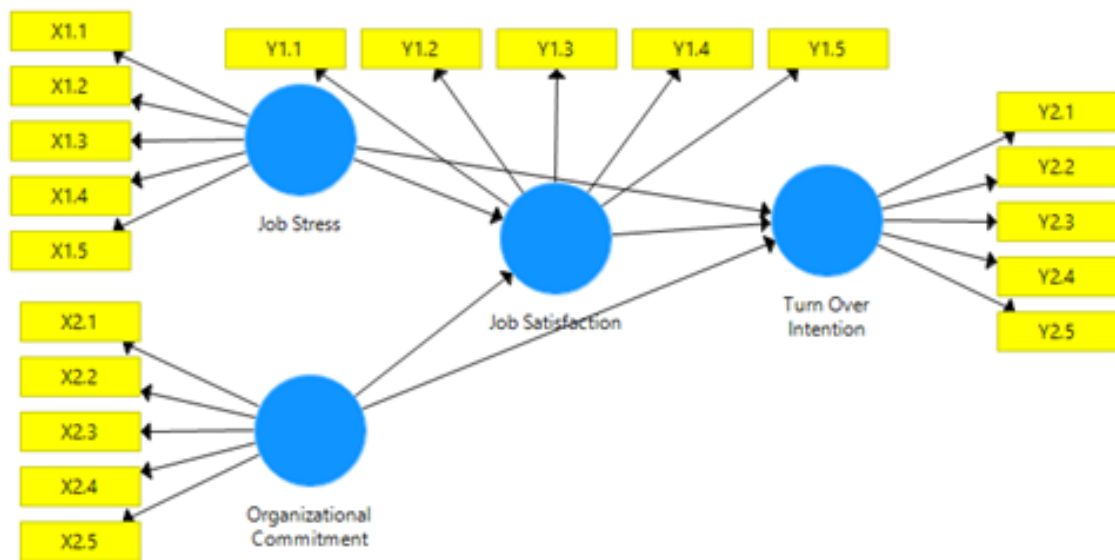 X1.1
X1.2
X1.3
X1.4
X1.5
Job Stress
Y1.1
Y1.2
Y1.3
Y1.4
Y1.5
Job Satisfaction
Y2.1
Y2.2
Y2.3
Y2.4
Y2.5
Turn Over
Intention
X2.1
X2.2
X2.3
X2.4
X2.5
Organizational
Commitment